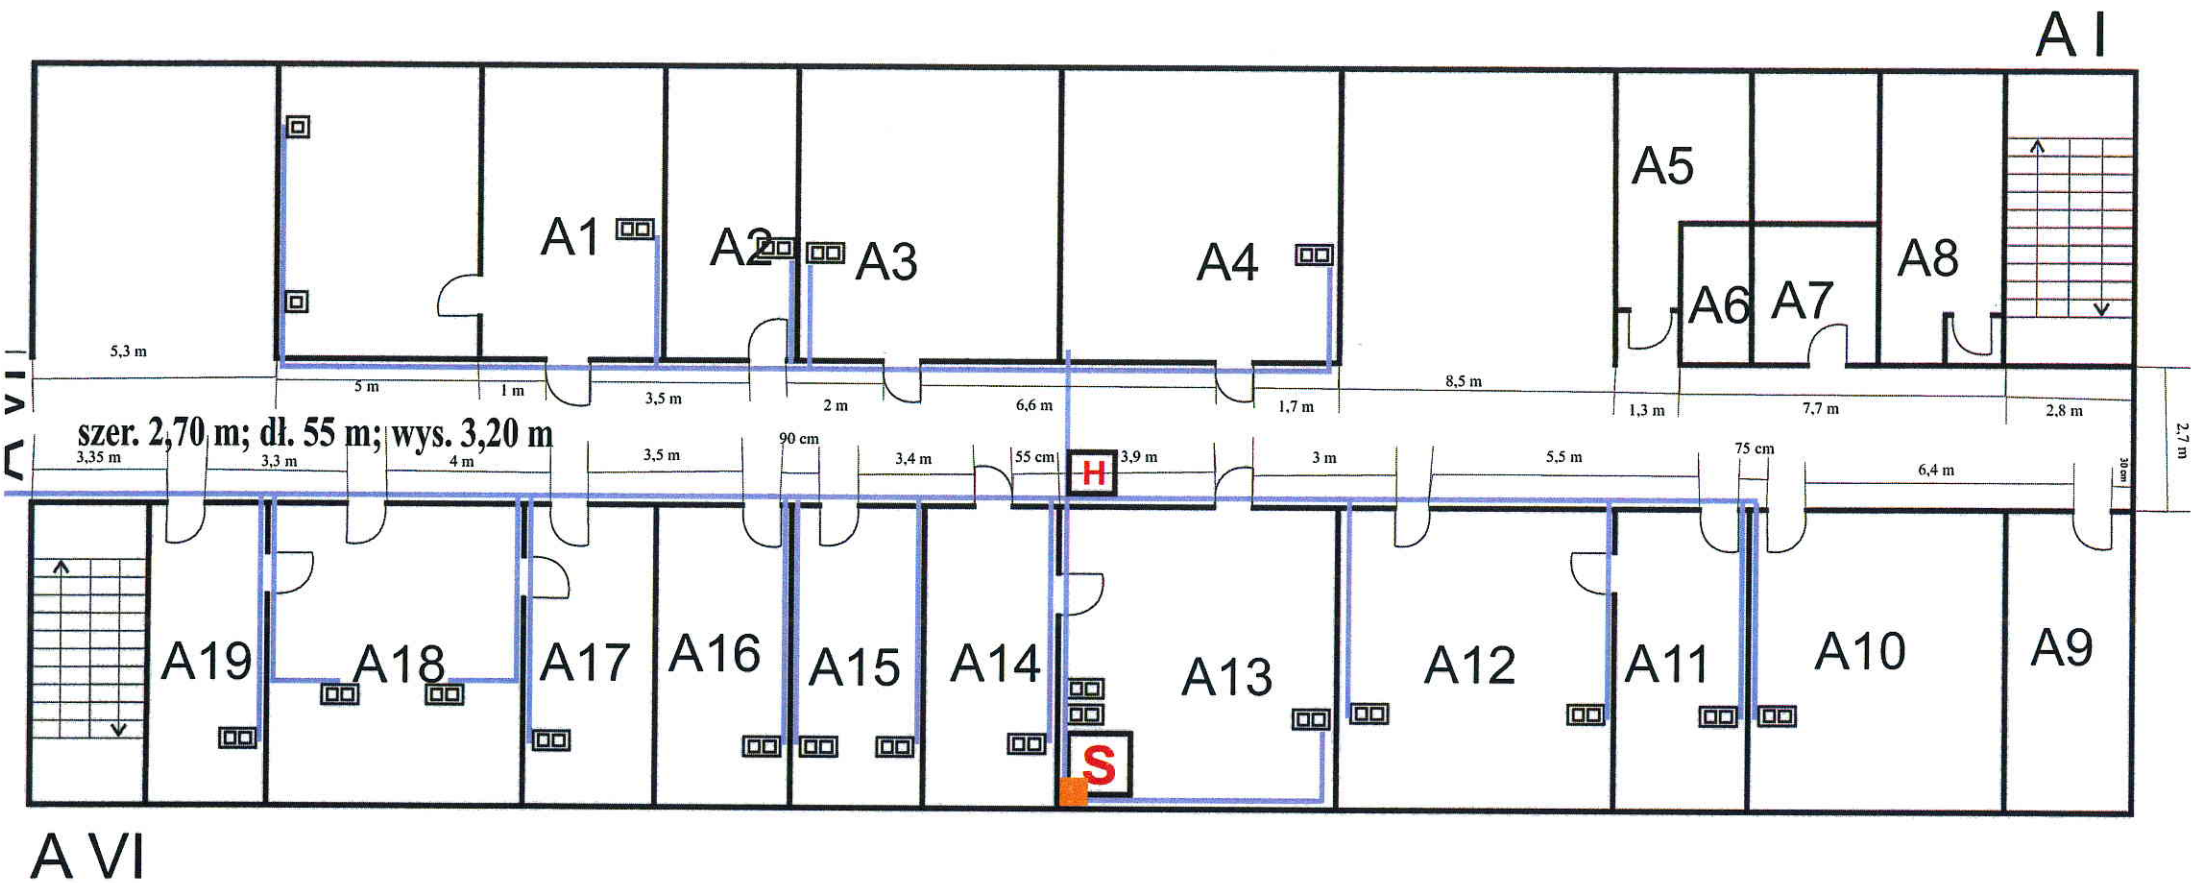 A I
A5
A1
A2
A3
A4
A8
A6
A7
5,3 m
5 m
1 m
3,5 m
2 m
6,6 m
1,7 m
8,5 m
1,3 m
7,7 m
2,8 m
A VII
szer. 2,70 m; dł. 55 m; wys. 3,20 m
2,7 m
3,35 m
3,3 m
4 m
3,5 m
90 cm
3,4 m
55 cm
H
3,9 m
3 m
5,5 m
75 cm
6,4 m
30 cm
A19
A18
A17
A16
A15
A14
A13
A12
A11
A10
A9
S
A VI